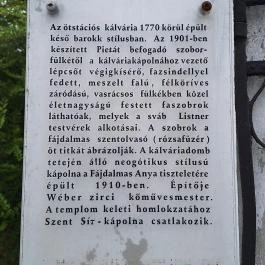 Az ötstációs kálvária 1770 körül épült
késő barokk stílusban. Az 1901-ben
készített Pietát befogadó szobor-
fülkétől a kálváriakápolnához vezető
lépcsőt végigkísérő, fazsindellyel
fedett, meszelt falú, félköríves
záródású, vasrácsos fülkékben közel
életnagyságú festett faszobrok
láthatóak, melyek a sváb Listner
testvérek alkotásai. A szobrok a
fájdalmas szentolvasó (rózsafüzér)
öt titkát ábrázolják. A kálváriadomb
tetején álló neogótikus stílusú
kápolna a Fájdalmas Anya tiszteletére
épült 1910-ben. Építője
Wéber zirci kőművesmester.
A templom keleti homlokzatához
Szent Sír-kápolna csatlakozik.